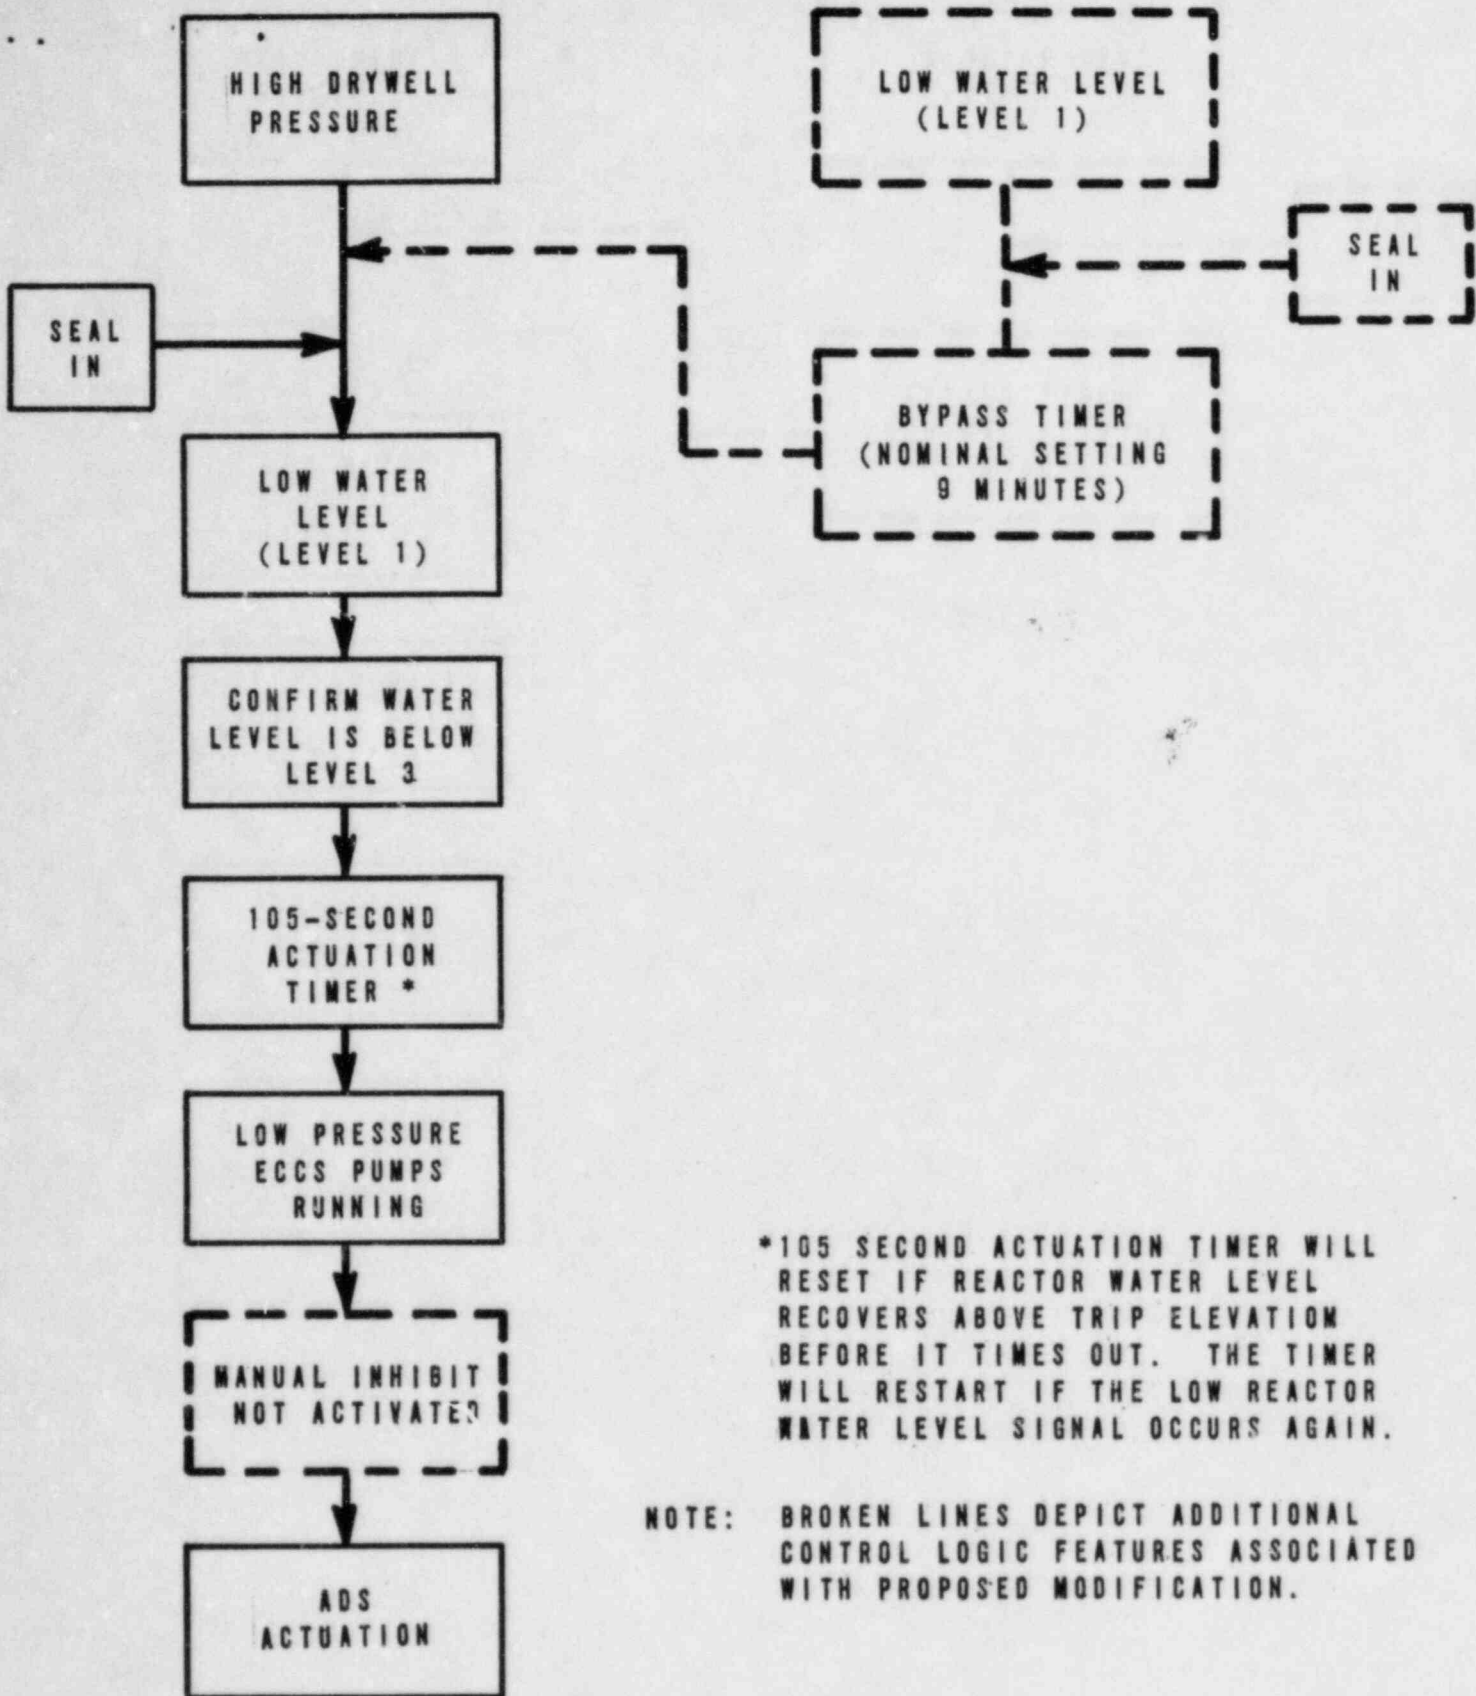 HIGH DRYWELL
PRESSURE
LOW WATER LEVEL
(LEVEL 1)
SEAL
IN
SEAL
IN
BYPASS TIMER
(NOMINAL SETTING
9 MINUTES)
LOW WATER
LEVEL
(LEVEL 1)
CONFIRM WATER
LEVEL IS BELOW
LEVEL 3
105-SECOND
ACTUATION
TIMER *
LOW PRESSURE
ECCS PUMPS
RUNNING
MANUAL INHIBIT
NOT ACTIVATED
ADS
ACTUATION
*105 SECOND ACTUATION TIMER WILL
RESET IF REACTOR WATER LEVEL
RECOVERS ABOVE TRIP ELEVATION
BEFORE IT TIMES OUT. THE TIMER
WILL RESTART IF THE LOW REACTOR
WATER LEVEL SIGNAL OCCURS AGAIN.
NOTE: BROKEN LINES DEPICT ADDITIONAL
CONTROL LOGIC FEATURES ASSOCIATED
WITH PROPOSED MODIFICATION.